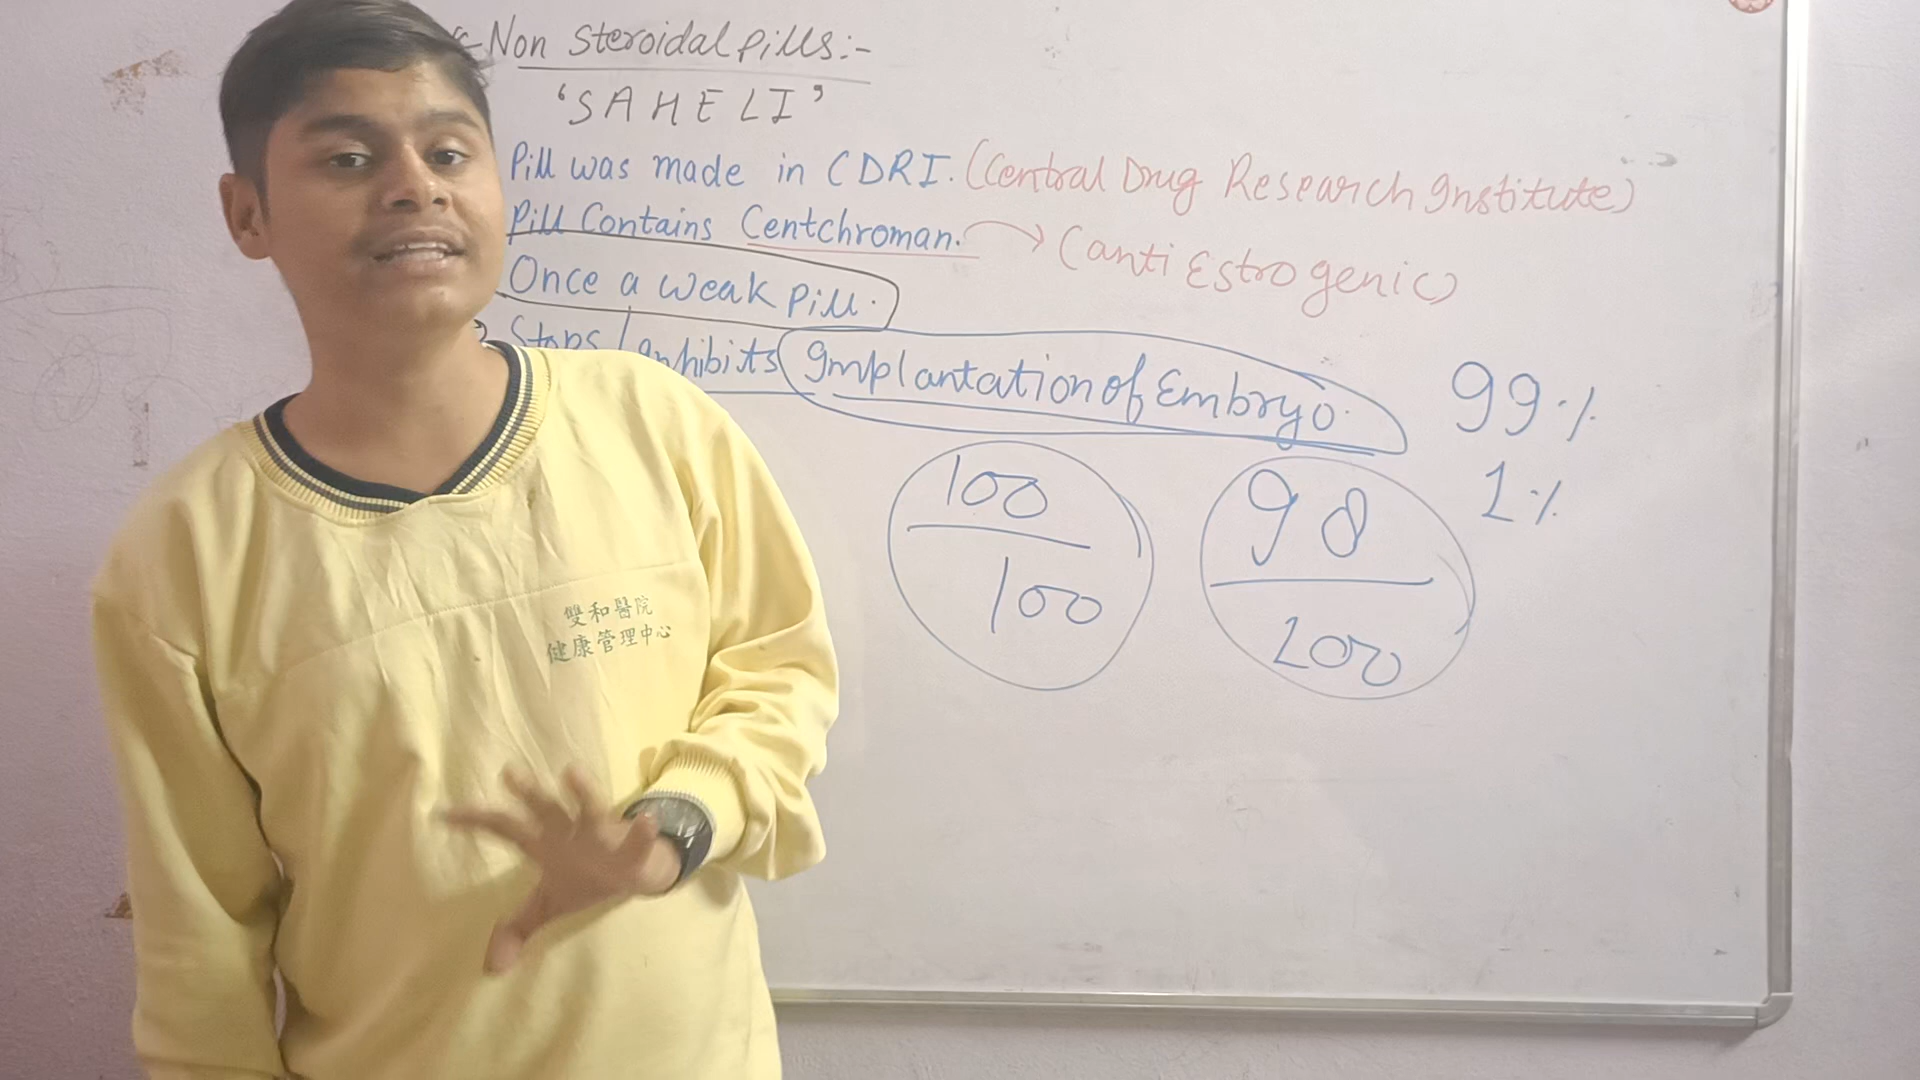 Non Steroidal Pills:-
'SAHELI'
Pill was made in CDRI. (Central Drug Research Institute)
Pill Contains Centchroman. → (anti Estrogenic)
Once a weak Pill.
Stops / Inhibits Implantation of Embryo.
99%
1%
100
100
98
100
雙和醫院
健康管理中心